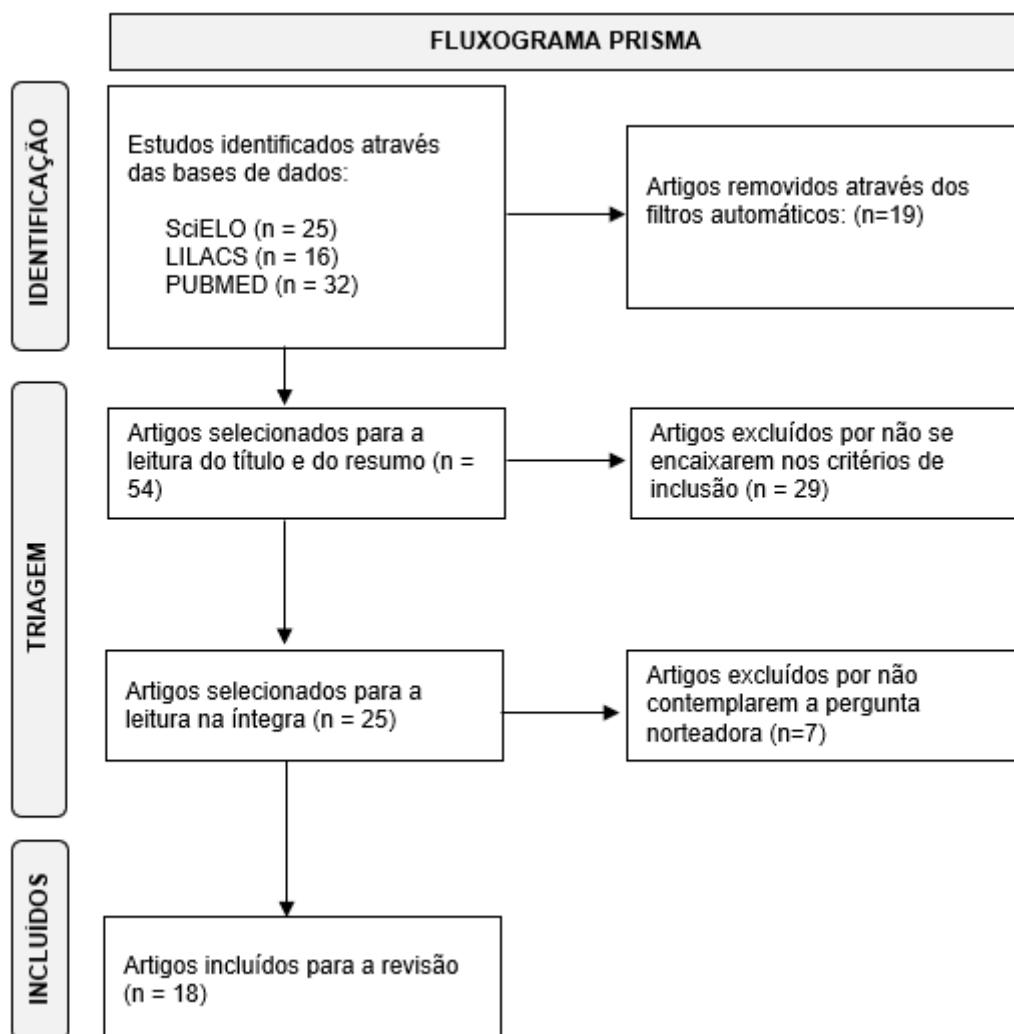 FLUXOGRAMA PRISMA
IDENTIFICAÇÃO
Estudos identificados através
das bases de dados:
SciELO (n = 25)
LILACS (n = 16)
PUBMED (n = 32)
Artigos removidos através dos
filtros automáticos: (n=19)
TRIAGEM
Artigos selecionados para a
leitura do título e do resumo (n =
54)
Artigos excluídos por não se
encaixarem nos critérios de
inclusão (n = 29)
Artigos selecionados para a
leitura na íntegra (n = 25)
Artigos excluídos por não
contemplarem a pergunta
norteadora (n=7)
INCLUÍDOS
Artigos incluídos para a revisão
(n = 18)